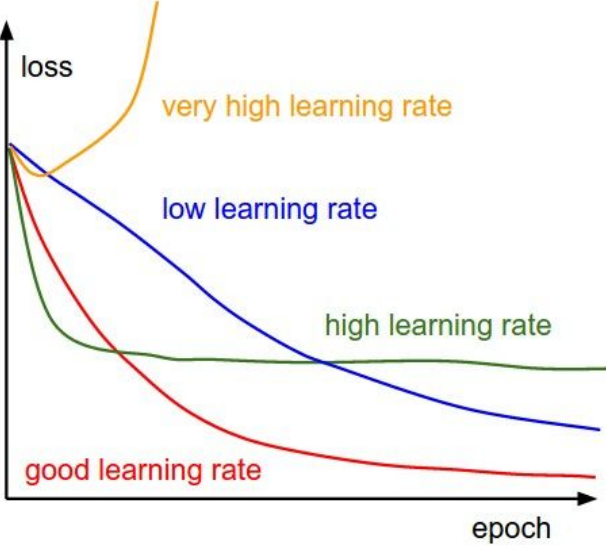 loss
very high learning rate
low learning rate
high learning rate
good learning rate
epoch